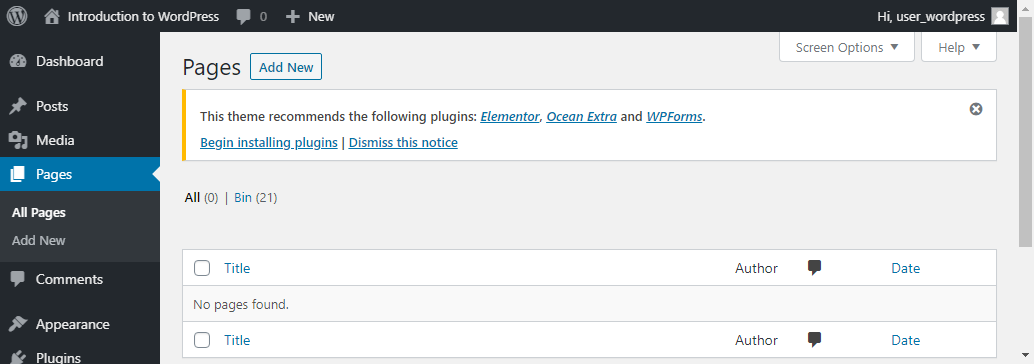 Introduction to WordPress 0 New Hi, user_wordpress
Screen Options Help
Dashboard
Posts
Media
Pages
All Pages
Add New
Comments
Appearance
Plugins
Pages Add New
This theme recommends the following plugins: Elementor, Ocean Extra and WPForms.
Begin installing plugins | Dismiss this notice
All (0) | Bin (21)
Title Author Date
No pages found.
Title Author Date